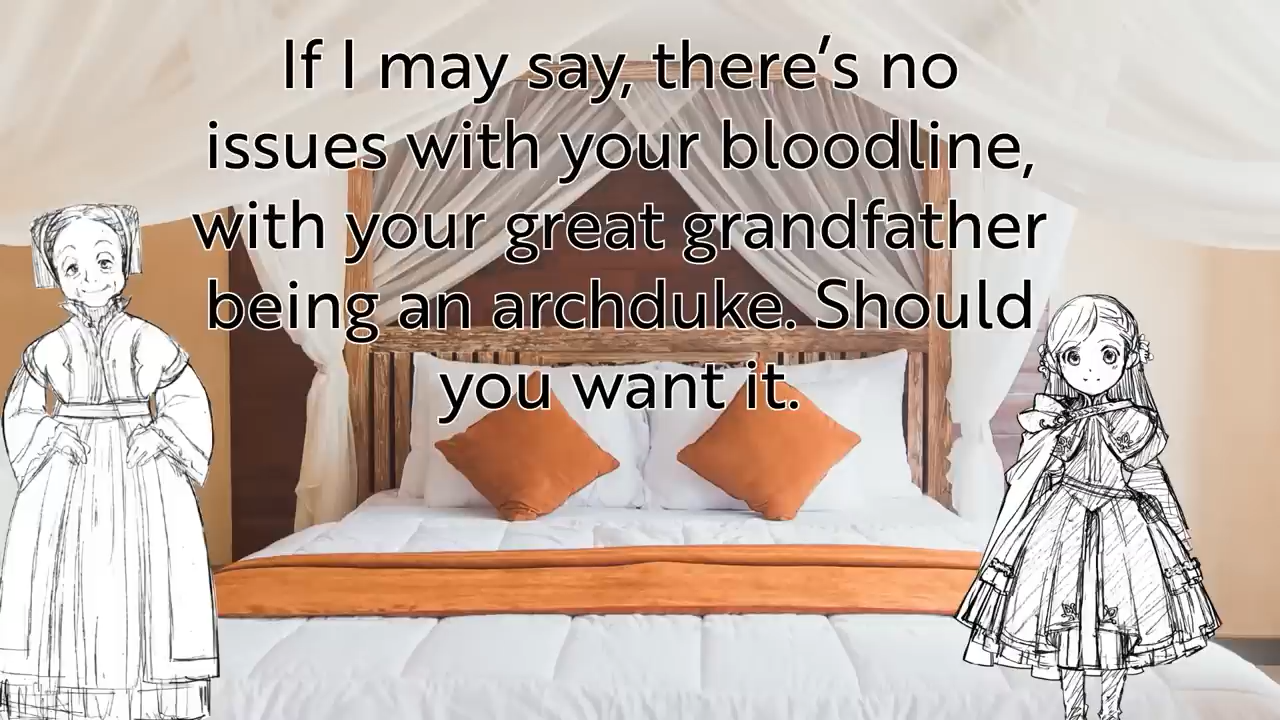 If I may say, there's no
issues with your bloodline,
with your great grandfather
being an archduke. Should
you want it.